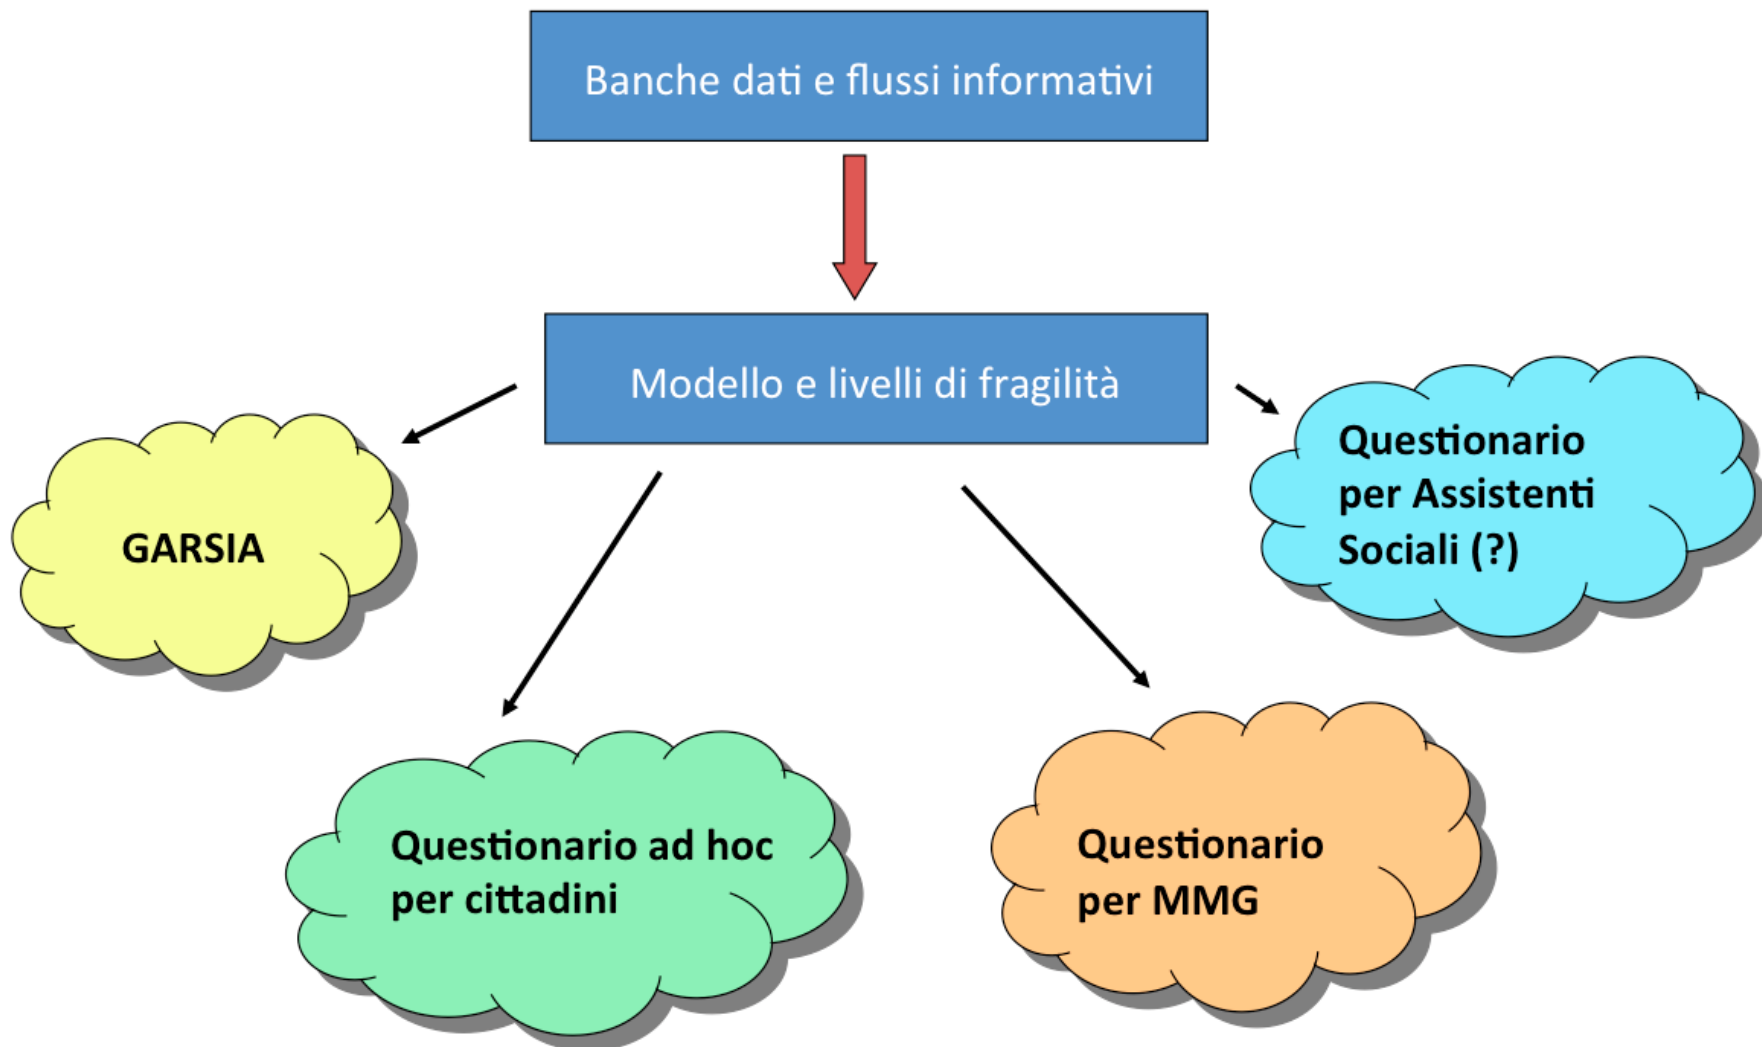 Banche dati e flussi informativi
Modello e livelli di fragilità
GARSIA
Questionario
per Assistenti
Sociali (?)
Questionario ad hoc
per cittadini
Questionario
per MMG